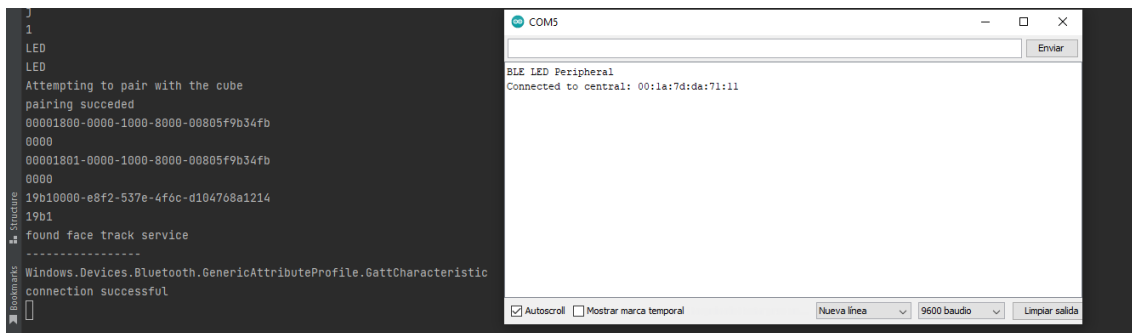 1
LED
LED
Attempting to pair with the cube
pairing succeded
00001800-0000-1000-8000-00805f9b34fb
0000
00001801-0000-1000-8000-00805f9b34fb
0000
19b10000-e8f2-537e-4f6c-d104768a1214
19b1
found face track service
-----------------
Windows.Devices.Bluetooth.GenericAttributeProfile.GattCharacteristic
connection successful
Structure
Bookmarks
COM5
Enviar
BLE LED Peripheral
Connected to central: 00:1a:7d:da:71:11
Autoscroll Mostrar marca temporal Nueva línea 9600 baudio Limpiar salida